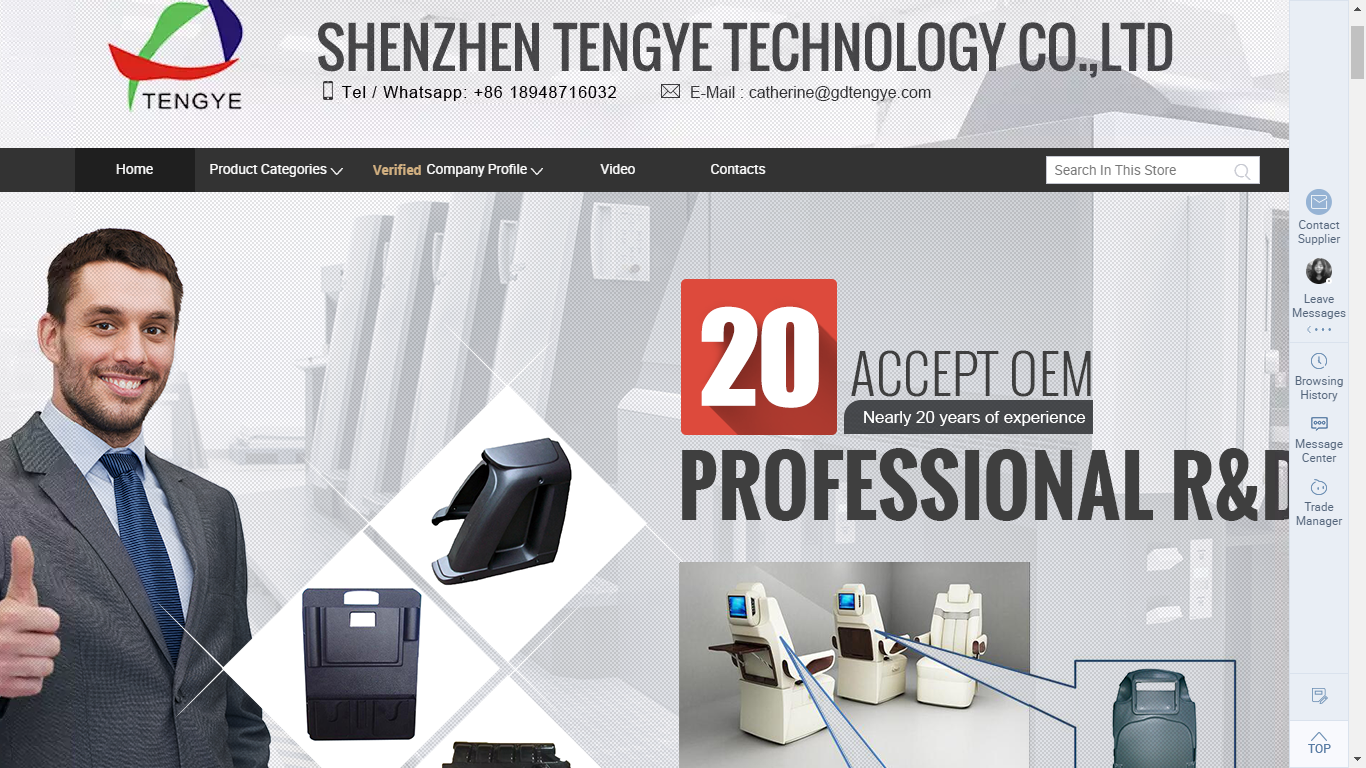 TENGYE
SHENZHEN TENGYE TECHNOLOGY CO.,LTD
Tel / Whatsapp: +86 18948716032
E-Mail : catherine@gdtengye.com
Home
Product Categories
Verified Company Profile
Video
Contacts
Search In This Store
20
ACCEPT OEM
Nearly 20 years of experience
PROFESSIONAL R&D
Contact
Supplier
Leave
Messages
Browsing
History
Message
Center
Trade
Manager
TOP